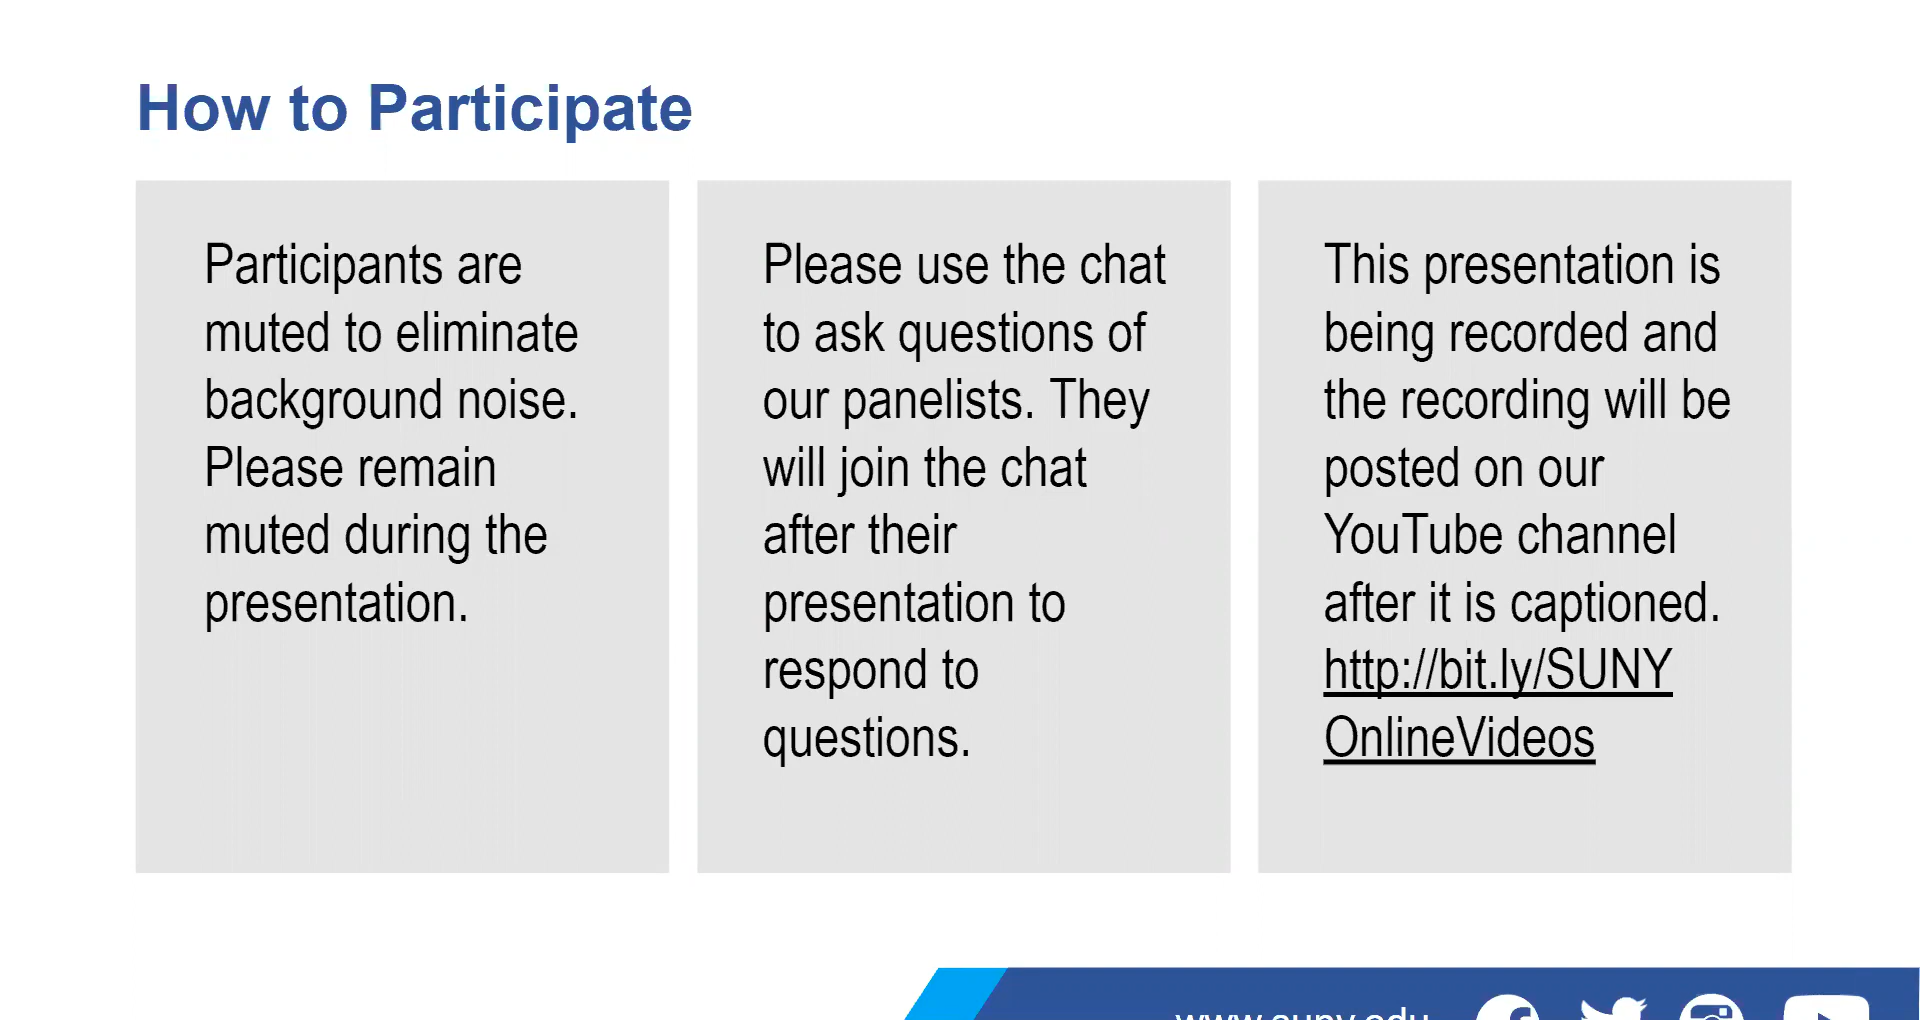 How to Participate
Participants are
muted to eliminate
background noise.
Please remain
muted during the
presentation.
Please use the chat
to ask questions of
our panelists. They
will join the chat
after their
presentation to
respond to
questions.
This presentation is
being recorded and
the recording will be
posted on our
YouTube channel
after it is captioned.
http://bit.ly/SUNY
OnlineVideos
www.suny.edu